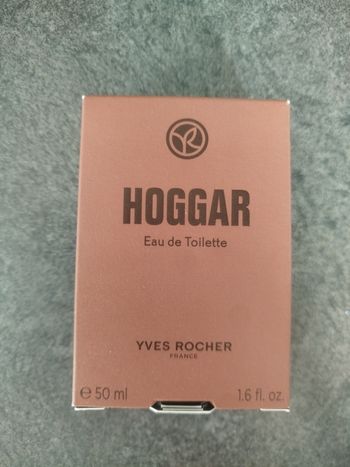 HOGGAR
Eau de Toilette
YVES ROCHER
FRANCE
℮ 50 ml 1.6 fl. oz.